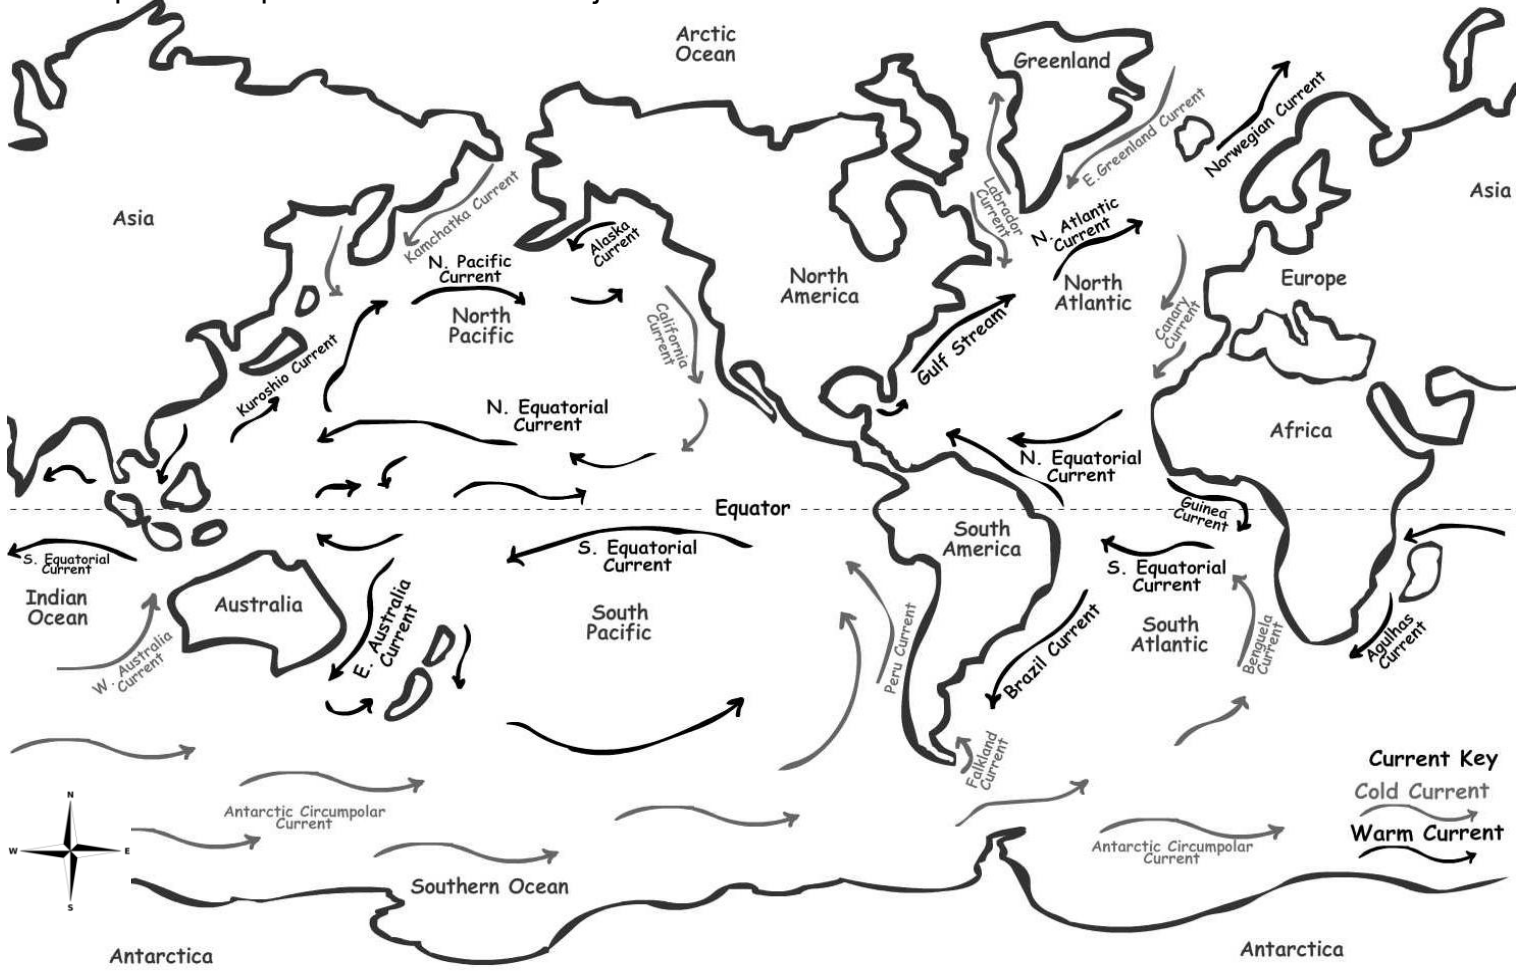 Arctic
Ocean
Greenland
E.Greenland Current
Norwegian Current
Asia
Asia
Kamchatka Current
Alaska
Current
Labrador
Current
N. Atlantic
Current
N. Pacific
Current
North
Pacific
North
America
North
Atlantic
Europe
California
Current
Canary
Current
Kuroshio Current
Gulf Stream
N. Equatorial
Current
N. Equatorial
Current
Africa
Equator
Guinea
Current
South
America
S. Equatorial
Current
S. Equatorial
Current
S. Equatorial
Current
Indian
Ocean
Australia
E. Australia
Current
South
Pacific
Peru Current
South
Atlantic
Brazil Current
Benguela
Current
Agulhas
Current
W. Australia
Current
Falkland
Current
Current Key
Cold Current
Warm Current
Antarctic Circumpolar
Current
Antarctic Circumpolar
Current
N
W
E
S
Southern Ocean
Antarctica
Antarctica